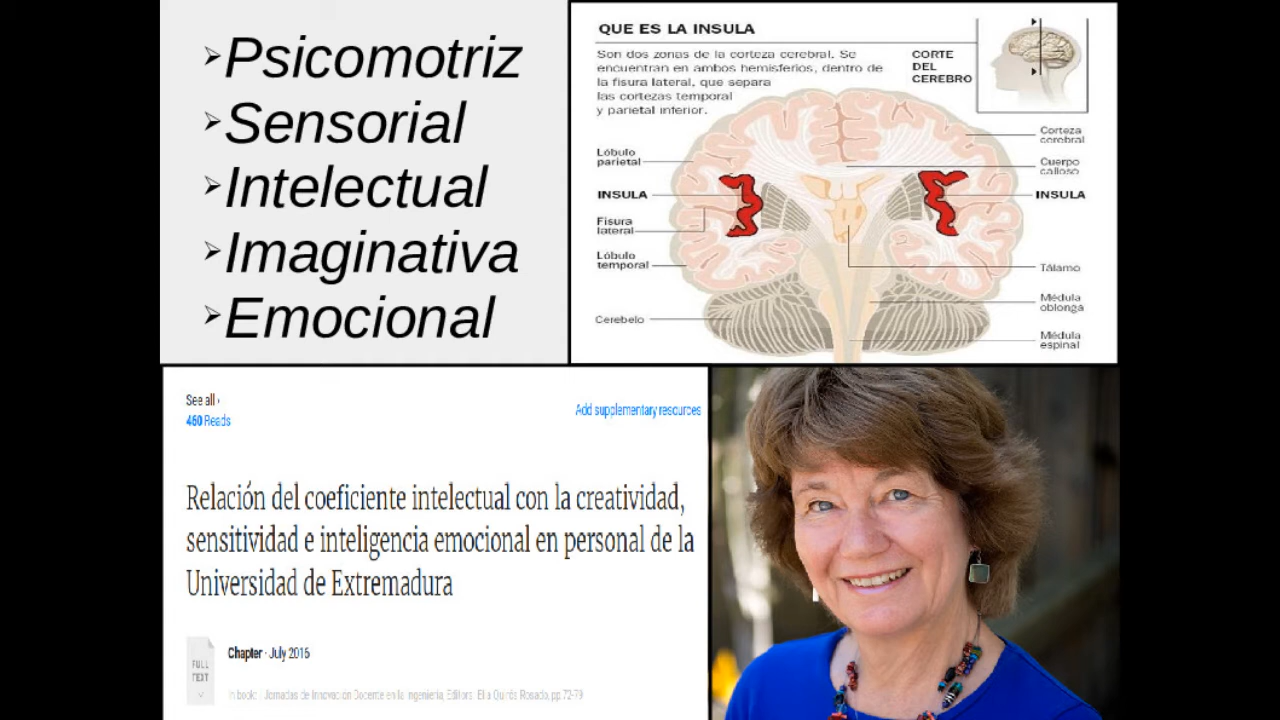 Psicomotriz
Sensorial
Intelectual
Imaginativa
Emocional
QUE ES LA INSULA
Son dos zonas de la corteza cerebral. Se
encuentran en ambos hemisferios, dentro de
la fisura lateral, que separa
las cortezas temporal
y parietal inferior.
CORTE
DEL
CEREBRO
Lóbulo
parietal
INSULA
Fisura
lateral
Lóbulo
temporal
Cerebelo
Corteza
cerebral
Cuerpo
calloso
INSULA
Tálamo
Médula
oblonga
Médula
espinal
See all ›
460 Reads
Add supplementary resources
Relación del coeficiente intelectual con la creatividad,
sensitividad e inteligencia emocional en personal de la
Universidad de Extremadura
FULL
TEXT
Chapter · July 2016
In book: I Jornadas de Innovación Docente en la Ingeniería, Editors: Elia Quirós Rosado, pp.72-79